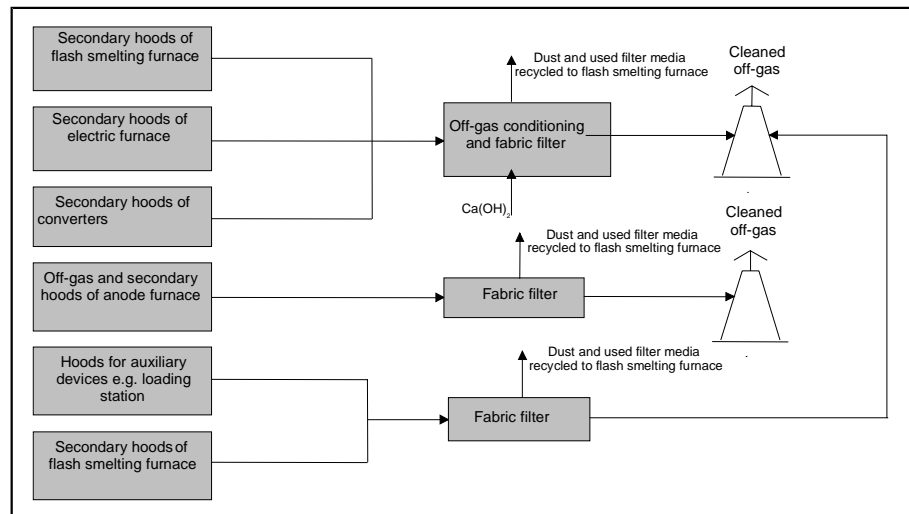 Secondary hoods of
flash smelting furnace
Dust and used filter media
recycled to flash smelting furnace
Cleaned
off-gas
Secondary hoods of
electric furnace
Off-gas conditioning
and fabric filter
Secondary hoods of
converters
Ca(OH)₂
Cleaned
off-gas
Dust and used filter media
recycled to flash smelting furnace
Off-gas and secondary
hoods of anode furnace
Fabric filter
Hoods for auxiliary
devices e.g. loading
station
Dust and used filter media
recycled to flash smelting furnace
Fabric filter
Secondary hoods of
flash smelting furnace